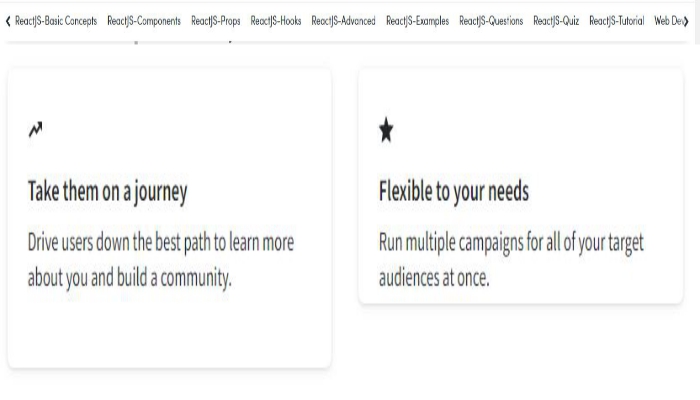 ReactJS-Basic Concepts ReactJS-Components ReactJS-Props ReactJS-Hooks ReactJS-Advanced ReactJS-Examples ReactJS-Questions ReactJS-Quiz ReactJS-Tutorial Web Dev
Take them on a journey
Drive users down the best path to learn more
about you and build a community.
Flexible to your needs
Run multiple campaigns for all of your target
audiences at once.